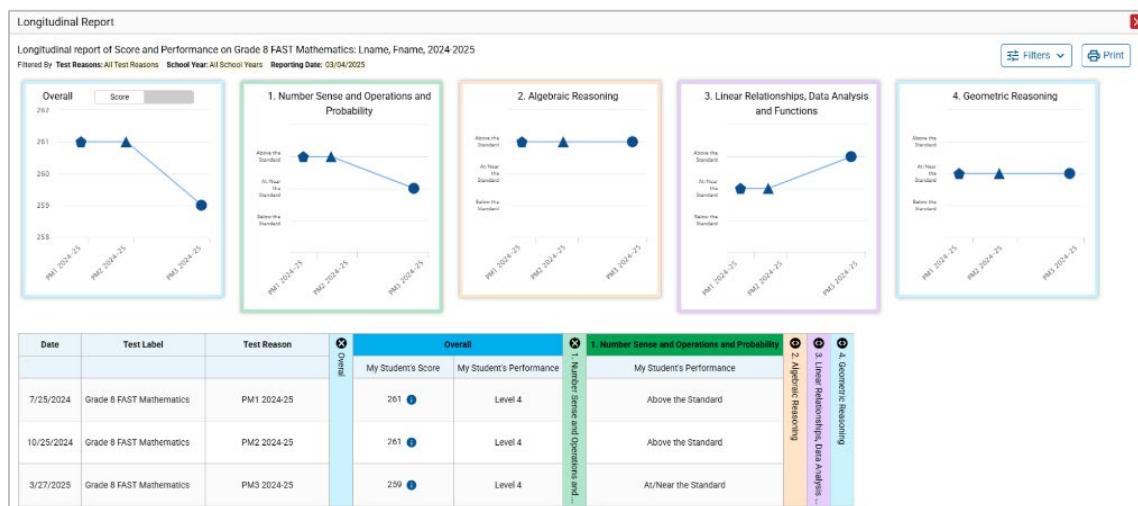 Longitudinal Report
Longitudinal report of Score and Performance on Grade 8 FAST Mathematics: Lname, Fname, 2024-2025
Filtered By Test Reasons: All Test Reasons School Year: All School Years Reporting Date: 03/04/2025
Filters
Print
Overall
Score
262
261
260
259
258
PM1 2024-25
PM2 2024-25
PM3 2024-25
1. Number Sense and Operations and
Probability
Above the
Standard
At/Near
the
Standard
Below the
Standard
PM1 2024-25
PM2 2024-25
PM3 2024-25
2. Algebraic Reasoning
Above the
Standard
At/Near
the
Standard
Below the
Standard
PM1 2024-25
PM2 2024-25
PM3 2024-25
3. Linear Relationships, Data Analysis
and Functions
Above the
Standard
At/Near
the
Standard
Below the
Standard
PM1 2024-25
PM2 2024-25
PM3 2024-25
4. Geometric Reasoning
Above the
Standard
At/Near
the
Standard
Below the
Standard
PM1 2024-25
PM2 2024-25
PM3 2024-25
Date Test Label Test Reason Overall Overall 1. Number Sense and Operations and... 1. Number Sense and Operations and Probability 2. Algebraic Reasoning 3. Linear Relationships, Data Analysis ... 4. Geometric Reasoning
My Student's Score My Student's Performance My Student's Performance
7/25/2024 Grade 8 FAST Mathematics PM1 2024-25 261 Level 4 Above the Standard
10/25/2024 Grade 8 FAST Mathematics PM2 2024-25 261 Level 4 Above the Standard
3/27/2025 Grade 8 FAST Mathematics PM3 2024-25 259 Level 4 At/Near the Standard